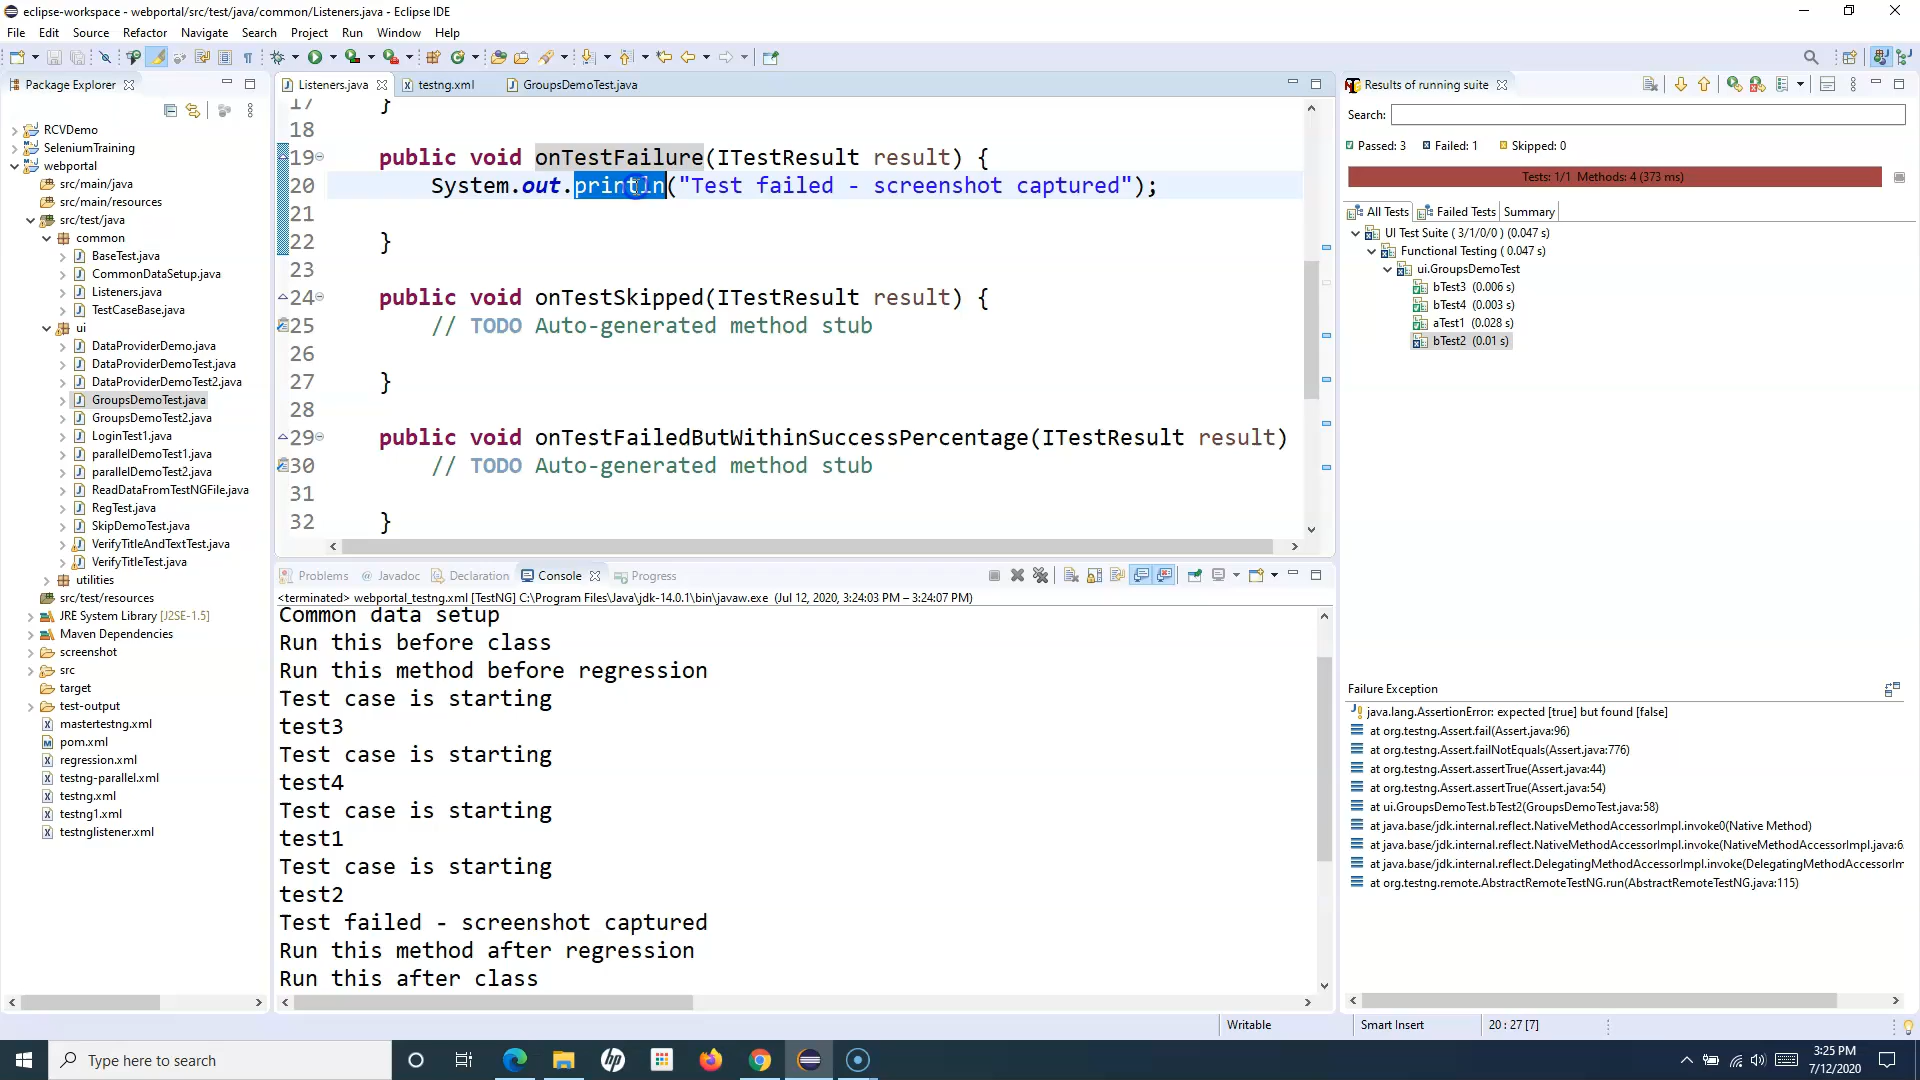 eclipse-workspace - webportal/src/test/java/common/Listeners.java - Eclipse IDE
File Edit Source Refactor Navigate Search Project Run Window Help
Package Explorer
RCVDemo
SeleniumTraining
webportal
src/main/java
src/main/resources
src/test/java
common
BaseTest.java
CommonDataSetup.java
Listeners.java
TestCaseBase.java
ui
DataProviderDemo.java
DataProviderDemoTest.java
DataProviderDemoTest2.java
GroupsDemoTest.java
GroupsDemoTest2.java
LoginTest1.java
parallelDemoTest1.java
parallelDemoTest2.java
ReadDataFromTestNGFile.java
RegTest.java
SkipDemoTest.java
VerifyTitleAndTextTest.java
VerifyTitleTest.java
utilities
src/test/resources
JRE System Library [J2SE-1.5]
Maven Dependencies
screenshot
src
target
test-output
mastertestng.xml
pom.xml
regression.xml
testng-parallel.xml
testng.xml
testng1.xml
testnglistener.xml
Listeners.java testng.xml GroupsDemoTest.java
17 }
18
19 public void onTestFailure(ITestResult result) {
20 System.out.println("Test failed - screenshot captured");
21
22 }
23
24 public void onTestSkipped(ITestResult result) {
25 // TODO Auto-generated method stub
26
27 }
28
29 public void onTestFailedButWithinSuccessPercentage(ITestResult result)
30 // TODO Auto-generated method stub
31
32 }
Problems Javadoc Declaration Console Progress
<terminated> webportal_testng.xml [TestNG] C:\Program Files\Java\jdk-14.0.1\bin\javaw.exe (Jul 12, 2020, 3:24:03 PM – 3:24:07 PM)
Common data setup
Run this before class
Run this method before regression
Test case is starting
test3
Test case is starting
test4
Test case is starting
test1
Test case is starting
test2
Test failed - screenshot captured
Run this method after regression
Run this after class
Results of running suite
Search:
Passed: 3 Failed: 1 Skipped: 0
Tests: 1/1 Methods: 4 (373 ms)
All Tests Failed Tests Summary
UI Test Suite ( 3/1/0/0 ) (0.047 s)
Functional Testing ( 0.047 s)
ui.GroupsDemoTest
bTest3 (0.006 s)
bTest4 (0.003 s)
aTest1 (0.028 s)
bTest2 (0.01 s)
Failure Exception
java.lang.AssertionError: expected [true] but found [false]
at org.testng.Assert.fail(Assert.java:96)
at org.testng.Assert.failNotEquals(Assert.java:776)
at org.testng.Assert.assertTrue(Assert.java:44)
at org.testng.Assert.assertTrue(Assert.java:54)
at ui.GroupsDemoTest.bTest2(GroupsDemoTest.java:58)
at java.base/jdk.internal.reflect.NativeMethodAccessorImpl.invoke0(Native Method)
at java.base/jdk.internal.reflect.NativeMethodAccessorImpl.invoke(NativeMethodAccessorImpl.java:6
at java.base/jdk.internal.reflect.DelegatingMethodAccessorImpl.invoke(DelegatingMethodAccessorIm
at org.testng.remote.AbstractRemoteTestNG.run(AbstractRemoteTestNG.java:115)
Writable Smart Insert 20 : 27 [7]
Type here to search
hp
3:25 PM
7/12/2020